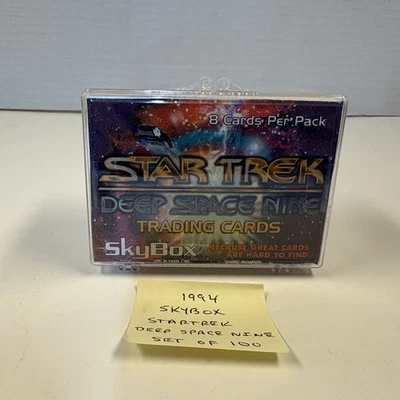 8 Cards Per Pack
STAR TREK
DEEP SPACE NINE
TRADING CARDS
SkyBox
BECAUSE GREAT CARDS
ARE HARD TO FIND
1994
SKYBOX
STARTREK
DEEP SPACE NINE
SET OF 100